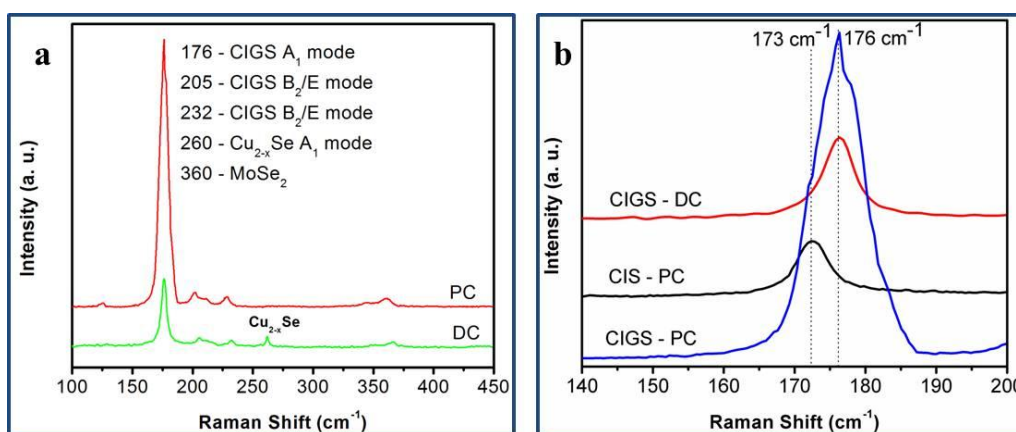 a
176 - CIGS A₁ mode
205 - CIGS B₂/E mode
232 - CIGS B₂/E mode
260 - Cu₂₋ₓSe A₁ mode
360 - MoSe₂
PC
Cu₂₋ₓSe
DC
100 150 200 250 300 350 400 450
Raman Shift (cm⁻¹)
Intensity (a. u.)
b
173 cm⁻¹ 176 cm⁻¹
CIGS - DC
CIS - PC
CIGS - PC
140 150 160 170 180 190 200
Raman Shift (cm⁻¹)
Intensity (a. u.)